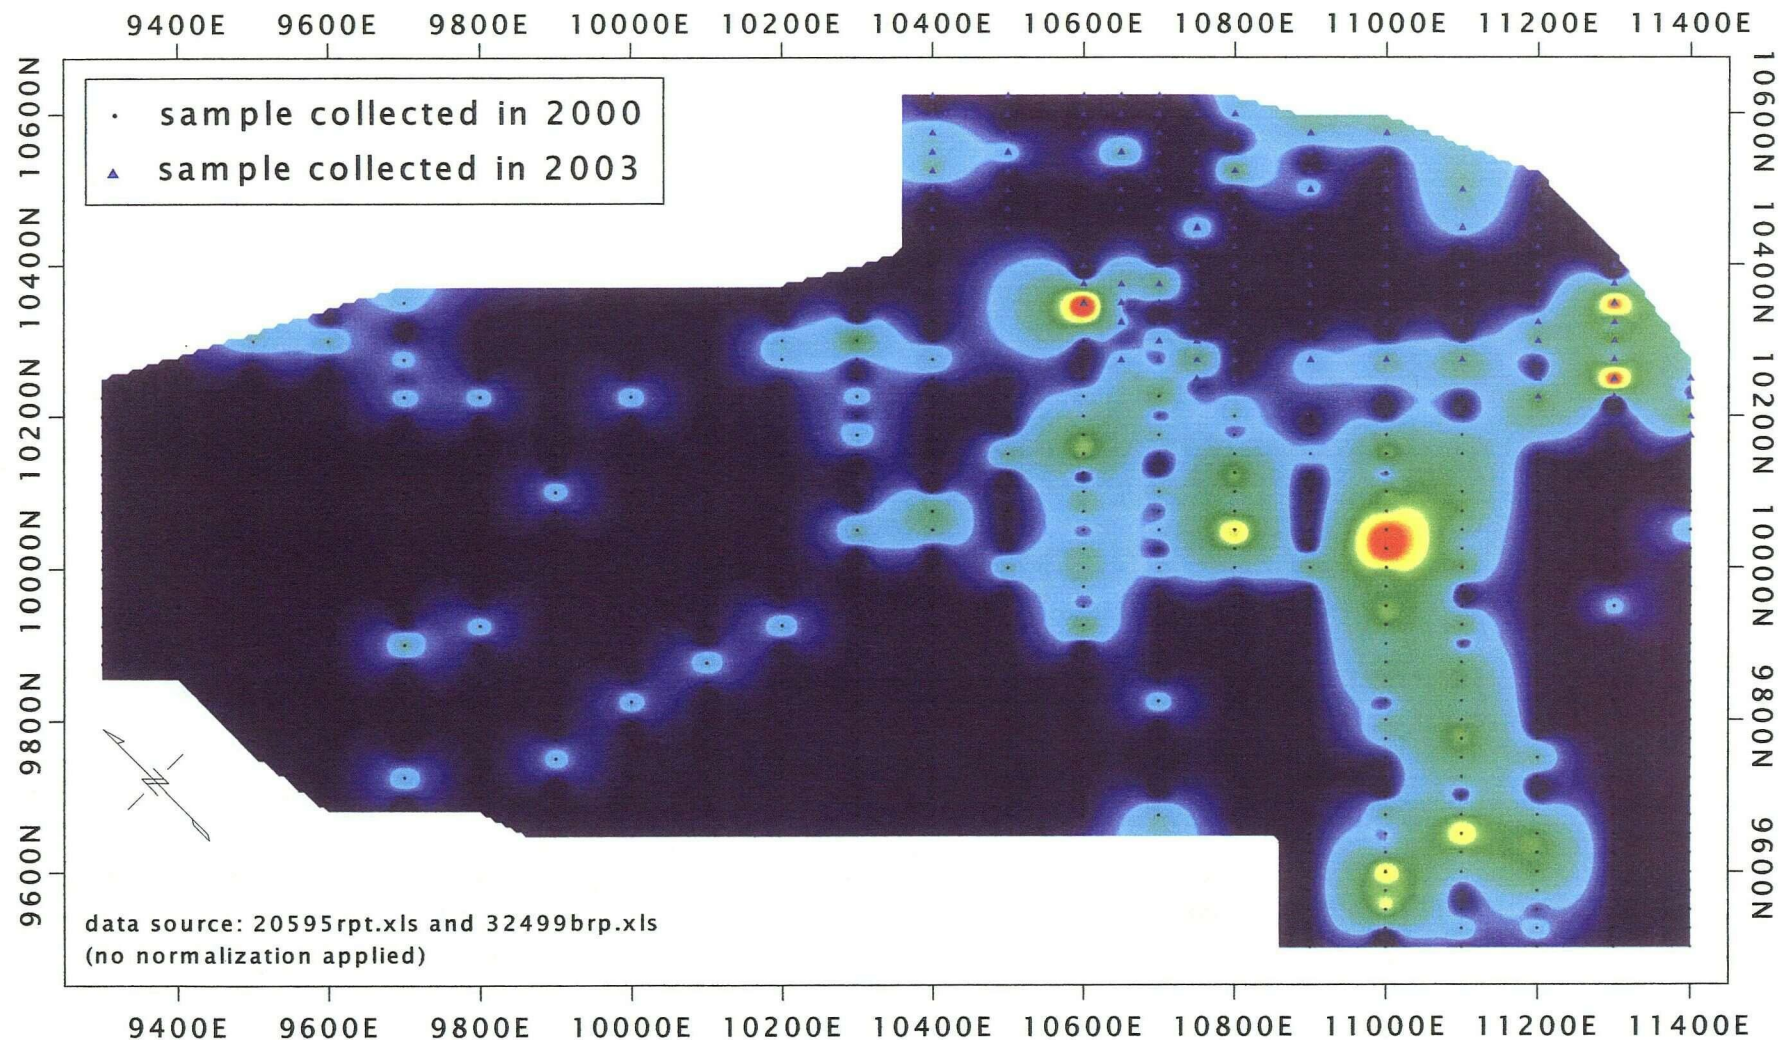 9400E 9600E 9800E 10000E 10200E 10400E 10600E 10800E 11000E 11200E 11400E
10600N
10400N
10200N
10000N
9800N
9600N
sample collected in 2000
sample collected in 2003
10600N
10400N
10200N
10000N
9800N
9600N
data source: 20595rpt.xls and 32499brp.xls
(no normalization applied)
9400E 9600E 9800E 10000E 10200E 10400E 10600E 10800E 11000E 11200E 11400E